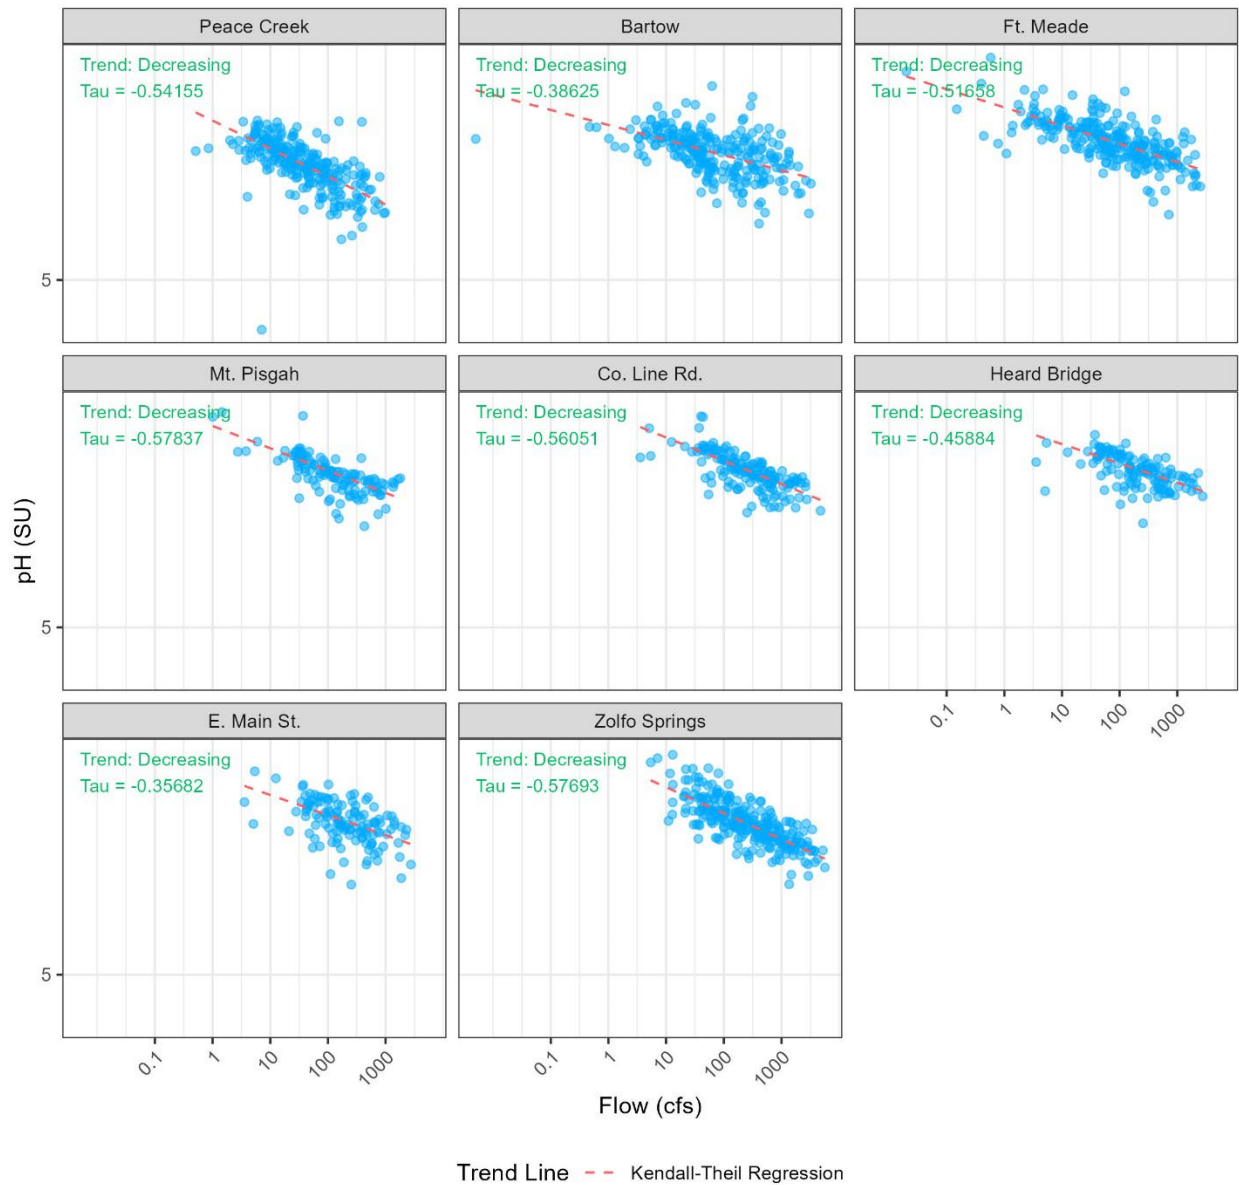 Peace Creek
Bartow
Ft. Meade
Trend: Decreasing
Tau = -0.54155
Trend: Decreasing
Tau = -0.38625
Trend: Decreasing
Tau = -0.51658
5
Mt. Pisgah
Co. Line Rd.
Heard Bridge
Trend: Decreasing
Tau = -0.57837
Trend: Decreasing
Tau = -0.56051
Trend: Decreasing
Tau = -0.45884
pH (SU)
5
0.1 1 10 100 1000
E. Main St.
Zolfo Springs
Trend: Decreasing
Tau = -0.35682
Trend: Decreasing
Tau = -0.57693
5
0.1 1 10 100 1000
0.1 1 10 100 1000
Flow (cfs)
Trend Line Kendall-Theil Regression